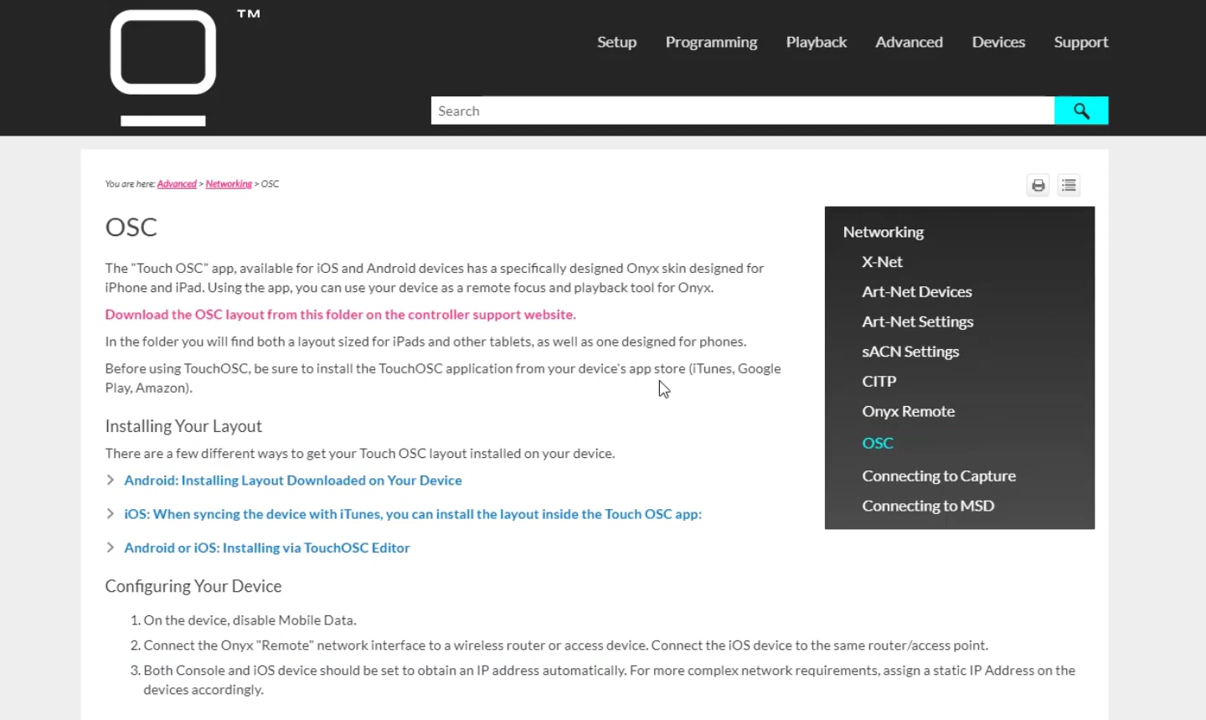 TM
Setup Programming Playback Advanced Devices Support
Search
You are here: Advanced > Networking > OSC
OSC
The "Touch OSC" app, available for iOS and Android devices has a specifically designed Onyx skin designed for
iPhone and iPad. Using the app, you can use your device as a remote focus and playback tool for Onyx.
Download the OSC layout from this folder on the controller support website.
In the folder you will find both a layout sized for iPads and other tablets, as well as one designed for phones.
Before using TouchOSC, be sure to install the TouchOSC application from your device's app store (iTunes, Google
Play, Amazon).
Installing Your Layout
There are a few different ways to get your Touch OSC layout installed on your device.
Android: Installing Layout Downloaded on Your Device
iOS: When syncing the device with iTunes, you can install the layout inside the Touch OSC app:
Android or iOS: Installing via TouchOSC Editor
Configuring Your Device
1. On the device, disable Mobile Data.
2. Connect the Onyx "Remote" network interface to a wireless router or access device. Connect the iOS device to the same router/access point.
3. Both Console and iOS device should be set to obtain an IP address automatically. For more complex network requirements, assign a static IP Address on the
devices accordingly.
Networking
X-Net
Art-Net Devices
Art-Net Settings
sACN Settings
CITP
Onyx Remote
OSC
Connecting to Capture
Connecting to MSD